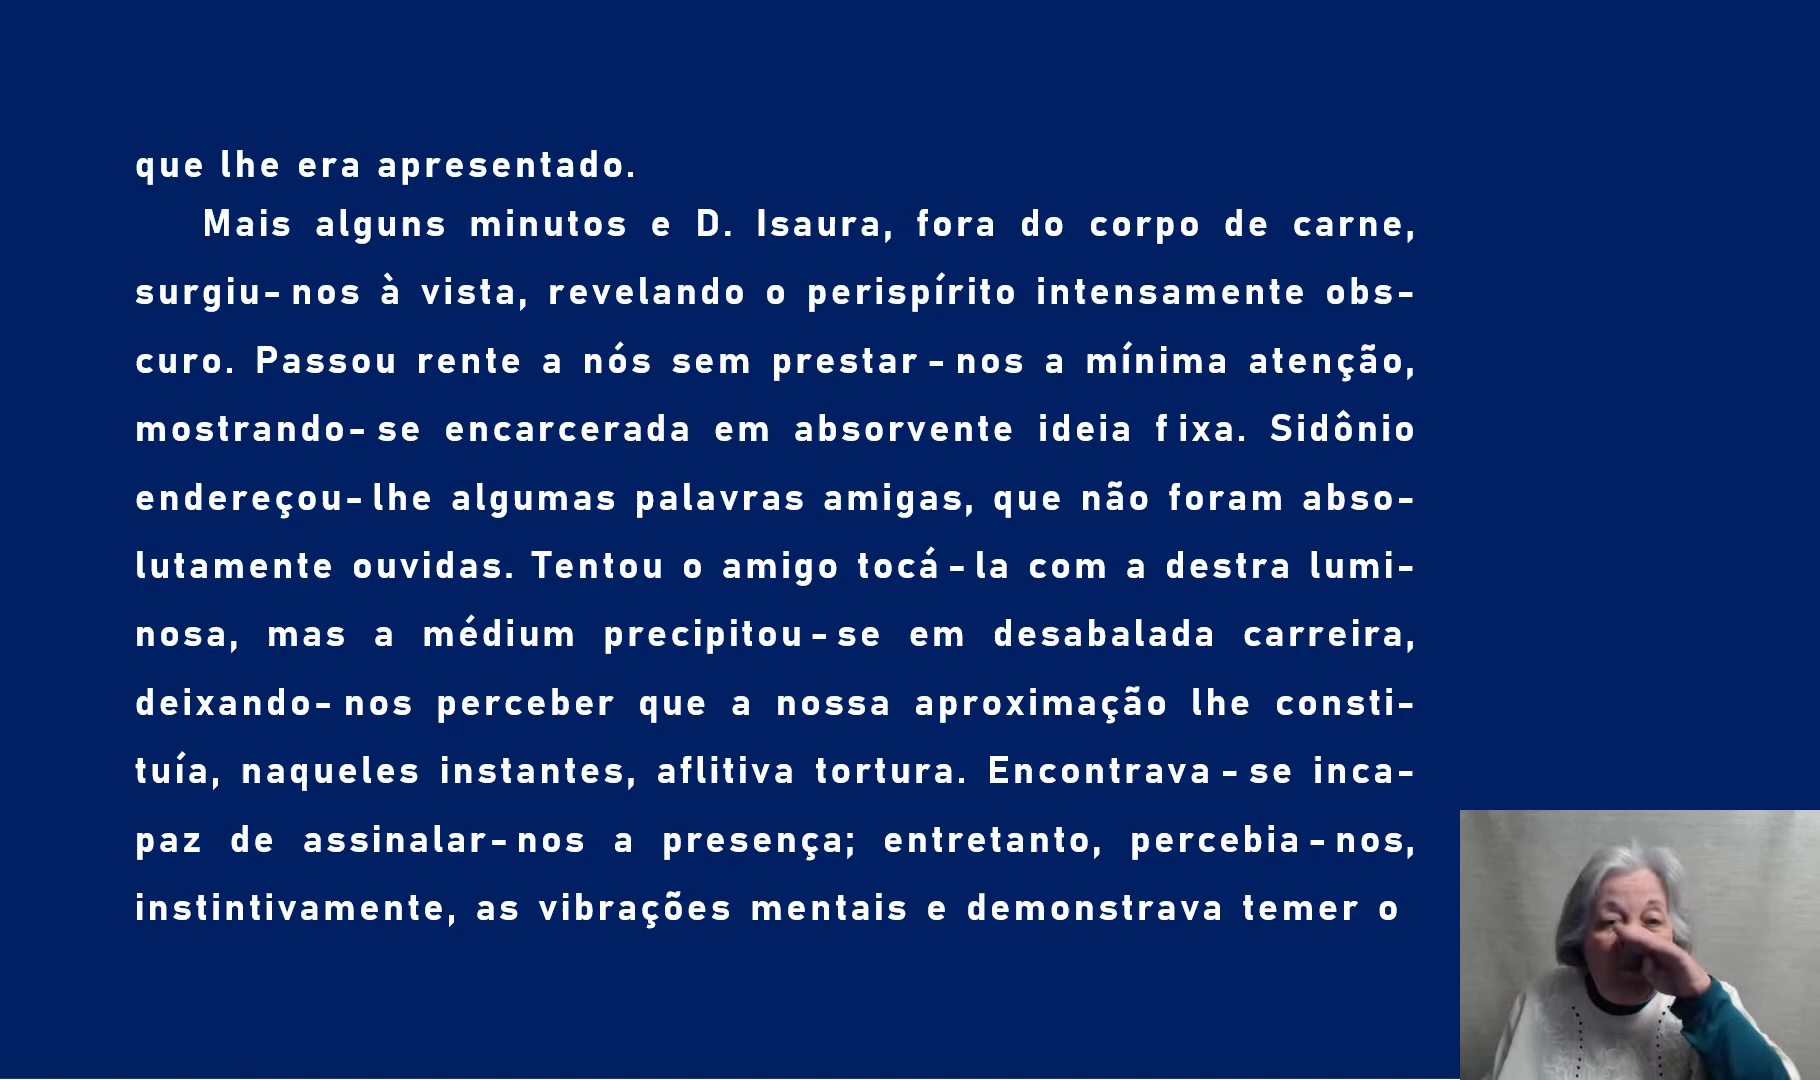 que lhe era apresentado.
Mais alguns minutos e D. Isaura, fora do corpo de carne,
surgiu-nos à vista, revelando o perispírito intensamente obs-
curo. Passou rente a nós sem prestar-nos a mínima atenção,
mostrando-se encarcerada em absorvente ideia fixa. Sidônio
endereçou-lhe algumas palavras amigas, que não foram abso-
lutamente ouvidas. Tentou o amigo tocá-la com a destra lumi-
nosa, mas a médium precipitou-se em desabalada carreira,
deixando-nos perceber que a nossa aproximação lhe consti-
tuía, naqueles instantes, aflitiva tortura. Encontrava-se inca-
paz de assinalar-nos a presença; entretanto, percebia-nos,
instintivamente, as vibrações mentais e demonstrava temer o